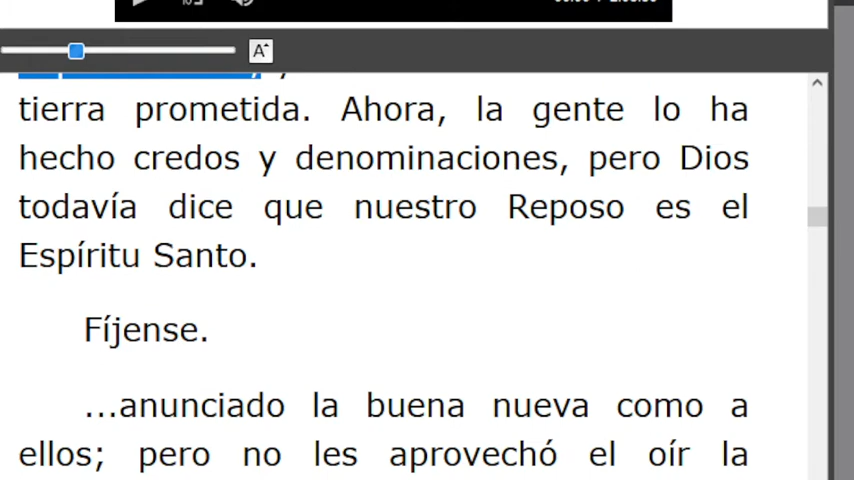 A
tierra prometida. Ahora, la gente lo ha
hecho credos y denominaciones, pero Dios
todavía dice que nuestro Reposo es el
Espíritu Santo.
Fíjense.
...anunciado la buena nueva como a
ellos; pero no les aprovechó el oír la